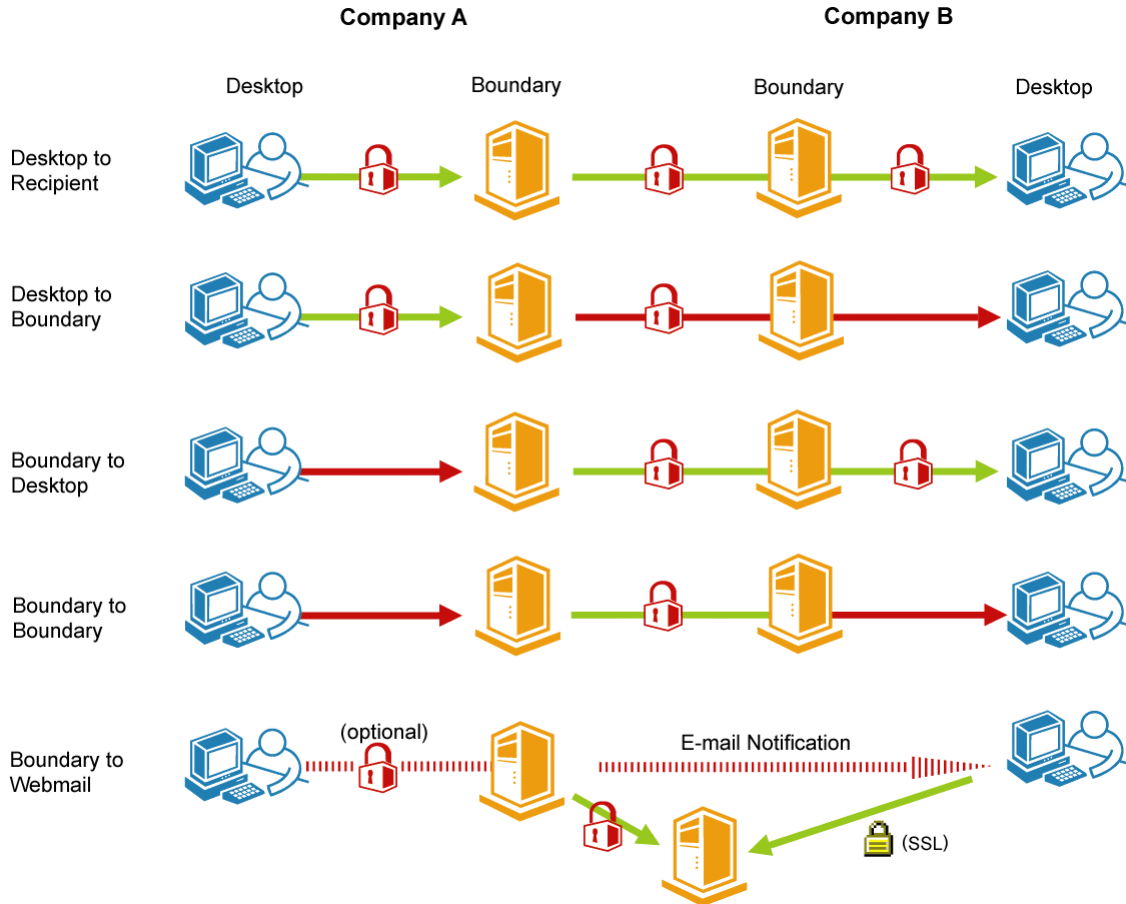 Company A
Company B
Desktop
Boundary
Boundary
Desktop
Desktop to
Recipient
Desktop to
Boundary
Boundary to
Desktop
Boundary to
Boundary
Boundary to
Webmail
(optional)
E-mail Notification
(SSL)